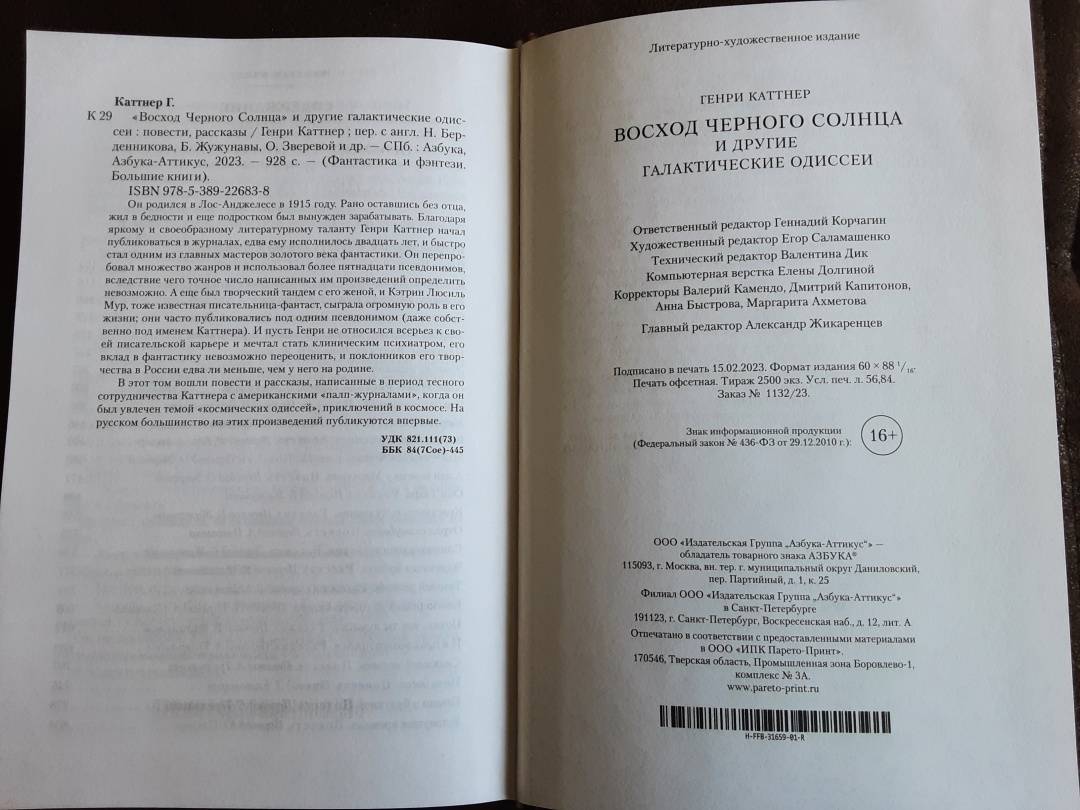 Каттнер Г.
К 29 «Восход Черного Солнца» и другие галактические одис-
сеи : повести, рассказы / Генри Каттнер ; пер. с англ. Н. Бер-
денникова, Б. Жужунавы, О. Зверевой и др. — СПб. : Азбука,
Азбука-Аттикус, 2023. — 928 с. — (Фантастика и фэнтези.
Большие книги).
ISBN 978-5-389-22683-8
Он родился в Лос-Анджелесе в 1915 году. Рано оставшись без отца,
жил в бедности и еще подростком был вынужден зарабатывать. Благодаря
яркому и своеобразному литературному таланту Генри Каттнер начал
публиковаться в журналах, едва ему исполнилось двадцать лет, и быстро
стал одним из главных мастеров золотого века фантастики. Он перепро-
бовал множество жанров и использовал более пятнадцати псевдонимов,
вследствие чего точное число написанных им произведений определить
невозможно. А еще был творческий тандем с его женой, и Кэтрин Люсиль
Мур, тоже известная писательница-фантаст, сыграла огромную роль в его
жизни; они часто публиковались под одним псевдонимом (даже собст-
венно под именем Каттнера). И пусть Генри не относился всерьез к сво-
ей писательской карьере и мечтал стать клиническим психиатром, его
вклад в фантастику невозможно переоценить, и поклонников его твор-
чества в России едва ли меньше, чем у него на родине.
В этот том вошли повести и рассказы, написанные в период тесного
сотрудничества Каттнера с американскими «палп-журналами», когда он
был увлечен темой «космических одиссей», приключений в космосе. На
русском большинство из этих произведений публикуются впервые.
УДК 821.111(73)
ББК 84(7Сое)-445
Литературно-художественное издание
ГЕНРИ КАТТНЕР
ВОСХОД ЧЕРНОГО СОЛНЦА
И ДРУГИЕ
ГАЛАКТИЧЕСКИЕ ОДИССЕИ
Ответственный редактор Геннадий Корчагин
Художественный редактор Егор Саламашенко
Технический редактор Валентина Дик
Компьютерная верстка Елены Долгиной
Корректоры Валерий Камендо, Дмитрий Капитонов,
Анна Быстрова, Маргарита Ахметова
Главный редактор Александр Жикаренцев
Подписано в печать 15.02.2023. Формат издания 60 × 88 1/16.
Печать офсетная. Тираж 2500 экз. Усл. печ. л. 56,84.
Заказ № 1132/23.
Знак информационной продукции
(Федеральный закон № 436-ФЗ от 29.12.2010 г.):
16+
ООО «Издательская Группа „Азбука-Аттикус“» —
обладатель товарного знака АЗБУКА®
115093, г. Москва, вн. тер. г. муниципальный округ Даниловский,
пер. Партийный, д. 1, к. 25
Филиал ООО «Издательская Группа „Азбука-Аттикус“»
в Санкт-Петербурге
191123, г. Санкт-Петербург, Воскресенская наб., д. 12, лит. А
Отпечатано в соответствии с предоставленными материалами
в ООО «ИПК Парето-Принт».
170546, Тверская область, Промышленная зона Боровлево-1,
комплекс № 3А.
www.pareto-print.ru
H-FFB-31659-01-R